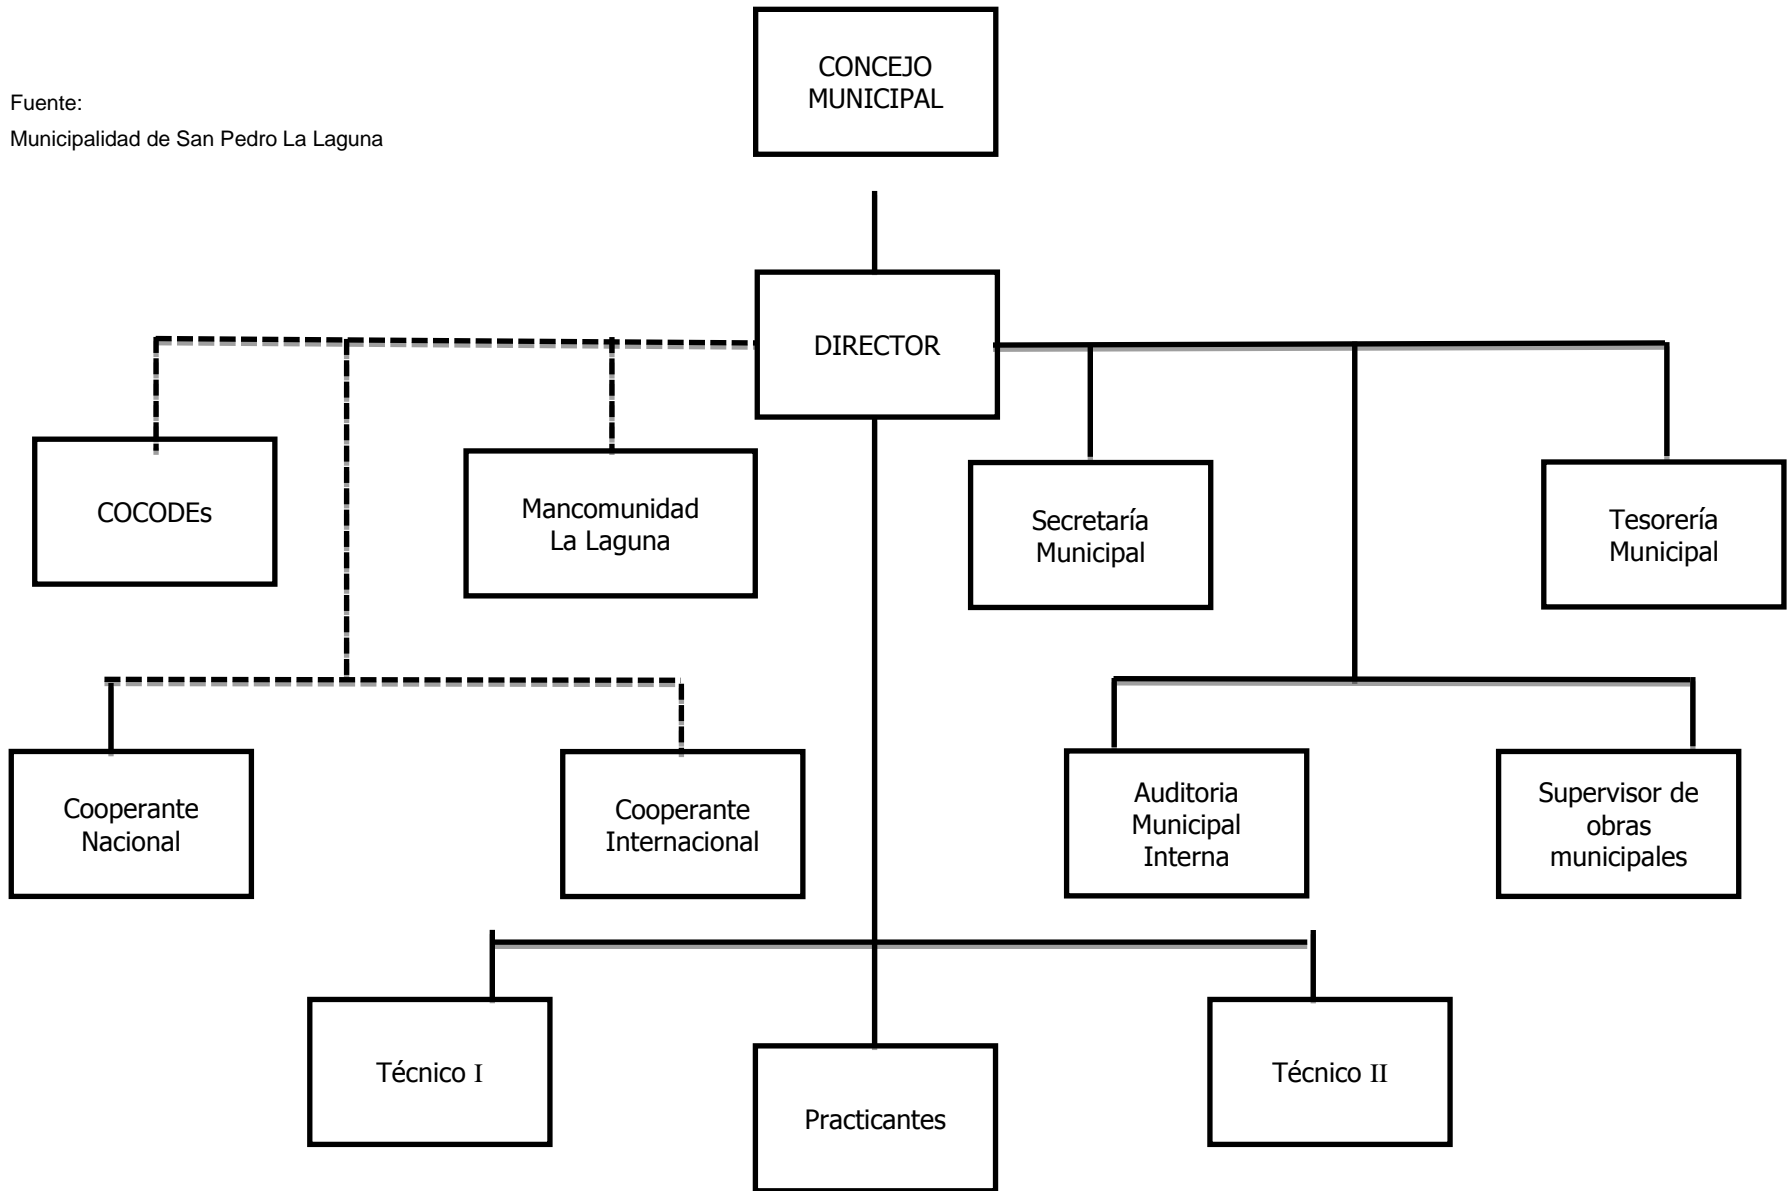 CONCEJO
MUNICIPAL
Fuente:
Municipalidad de San Pedro La Laguna
DIRECTOR
COCODEs
Mancomunidad
La Laguna
Secretaría
Municipal
Tesorería
Municipal
Cooperante
Nacional
Cooperante
Internacional
Auditoria
Municipal
Interna
Supervisor de
obras
municipales
Técnico I
Practicantes
Técnico II